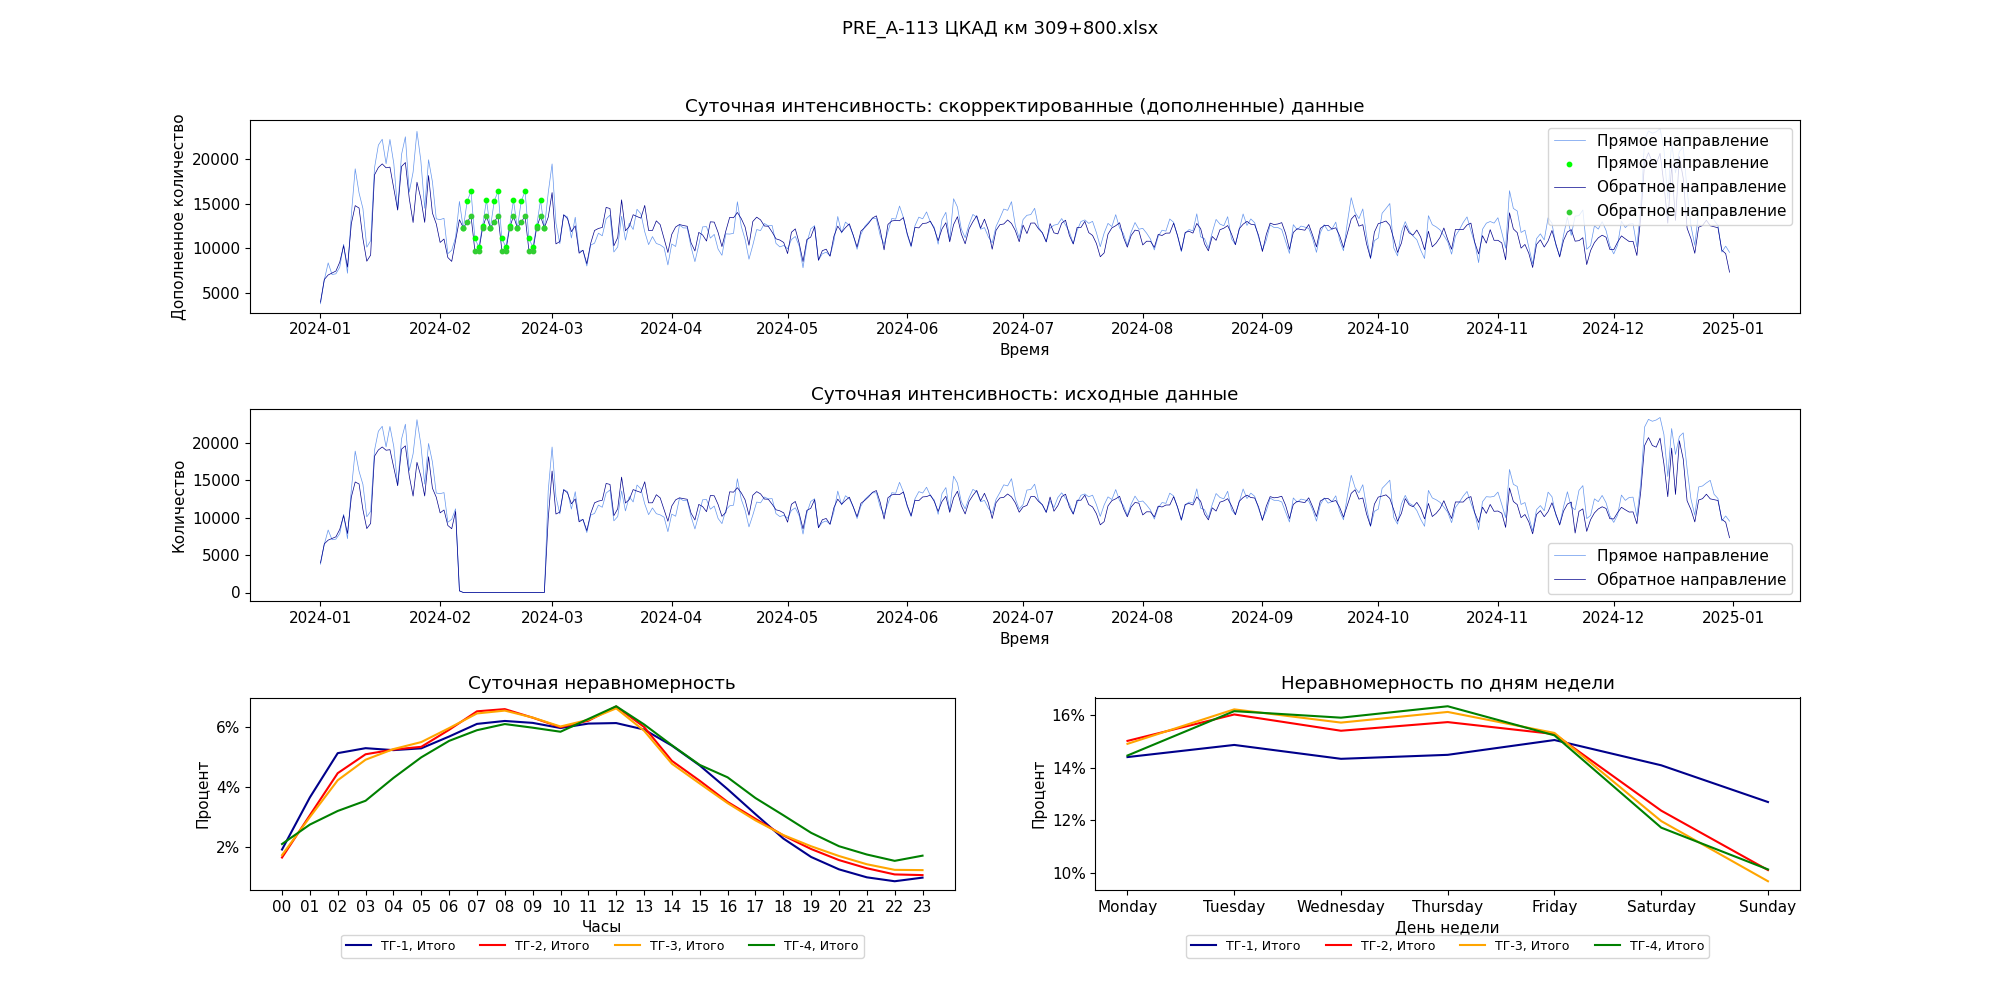 PRE_A-113 ЦКАД км 309+800.xlsx
Суточная интенсивность: скорректированные (дополненные) данные
Дополненное количество
20000
15000
10000
5000
Прямое направление
Прямое направление
Обратное направление
Обратное направление
2024-01 2024-02 2024-03 2024-04 2024-05 2024-06 2024-07 2024-08 2024-09 2024-10 2024-11 2024-12 2025-01
Время
Суточная интенсивность: исходные данные
Количество
20000
15000
10000
5000
0
Прямое направление
Обратное направление
2024-01 2024-02 2024-03 2024-04 2024-05 2024-06 2024-07 2024-08 2024-09 2024-10 2024-11 2024-12 2025-01
Время
Суточная неравномерность
Процент
6%
4%
2%
00 01 02 03 04 05 06 07 08 09 10 11 12 13 14 15 16 17 18 19 20 21 22 23
Часы
ТГ-1, Итого ТГ-2, Итого ТГ-3, Итого ТГ-4, Итого
Неравномерность по дням недели
Процент
16%
14%
12%
10%
Monday Tuesday Wednesday Thursday Friday Saturday Sunday
День недели
ТГ-1, Итого ТГ-2, Итого ТГ-3, Итого ТГ-4, Итого